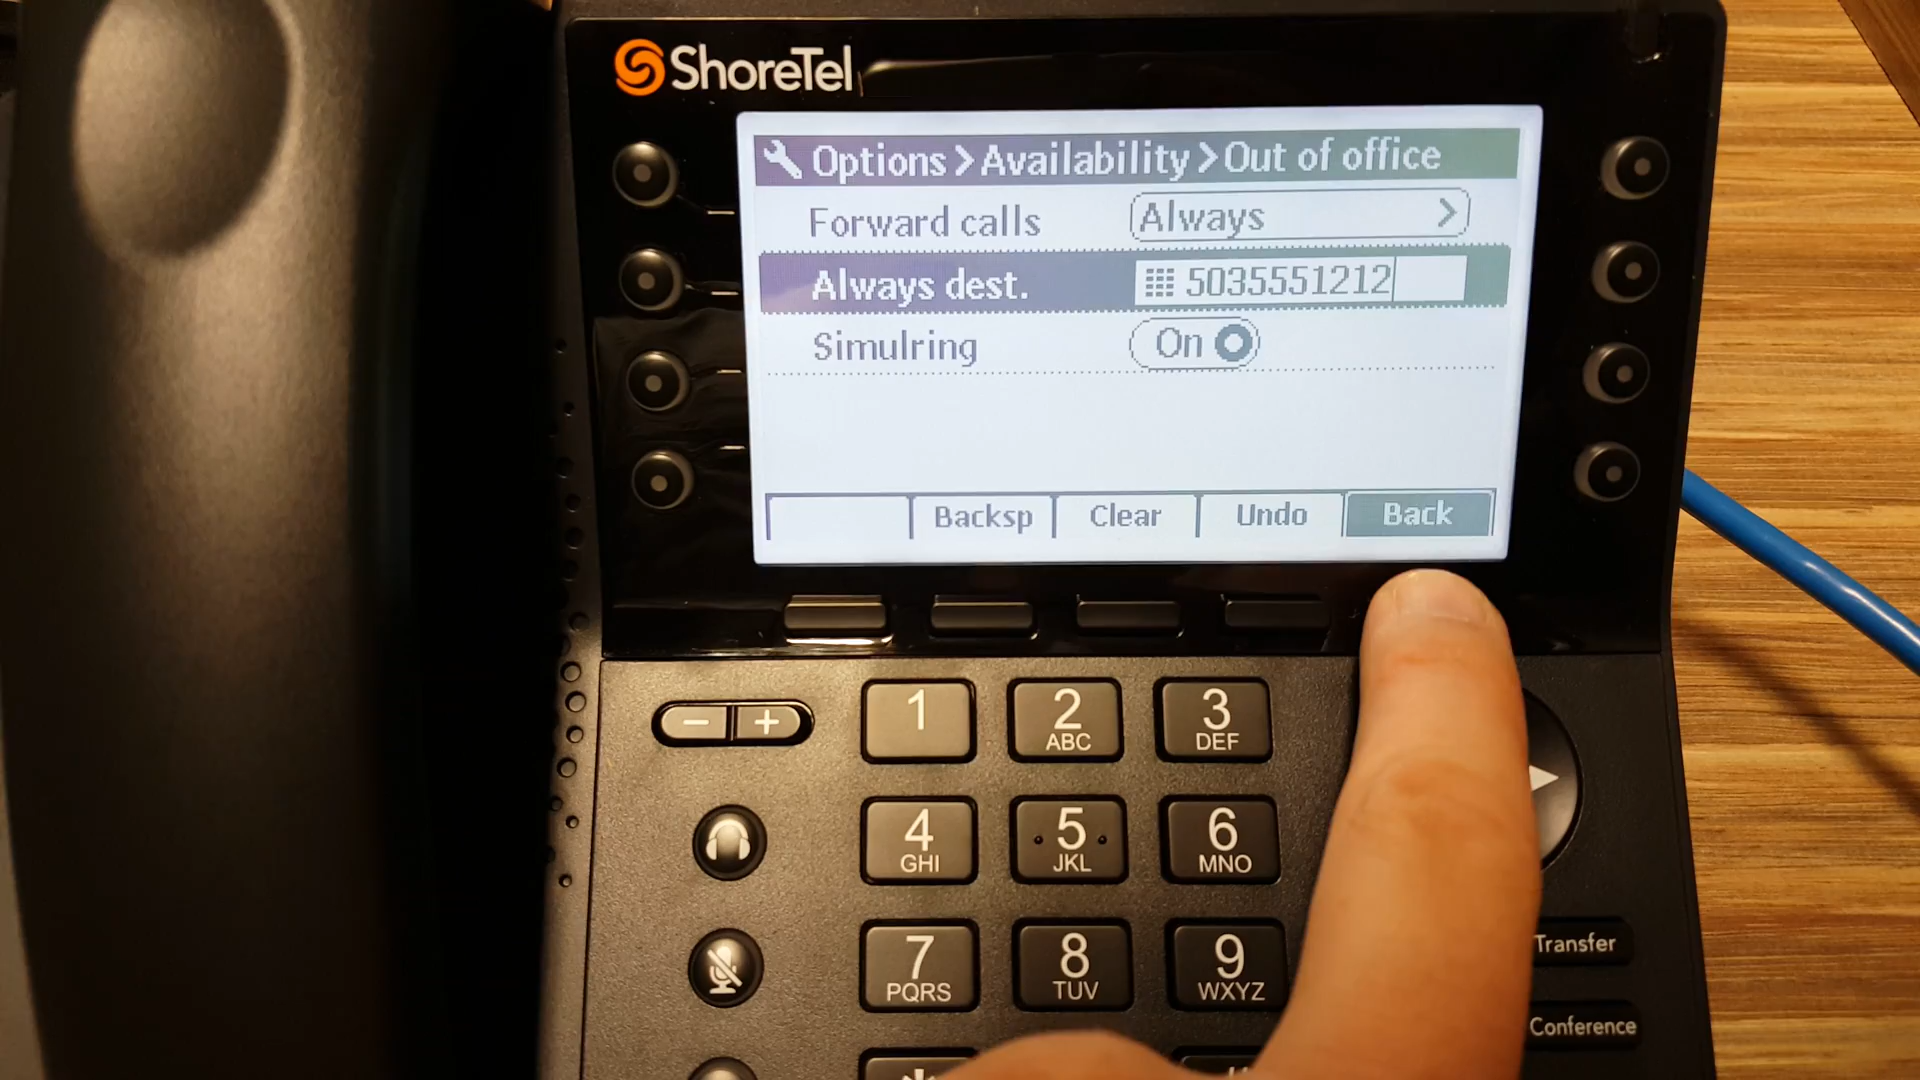 ShoreTel
Options > Availability > Out of office
Forward calls Always >
Always dest. 5035551212
Simulring On
Backsp Clear Undo Back
− +
1 2 3
ABC DEF
4 5 6
GHI JKL MNO
7 8 9
PQRS TUV WXYZ
Transfer
Conference